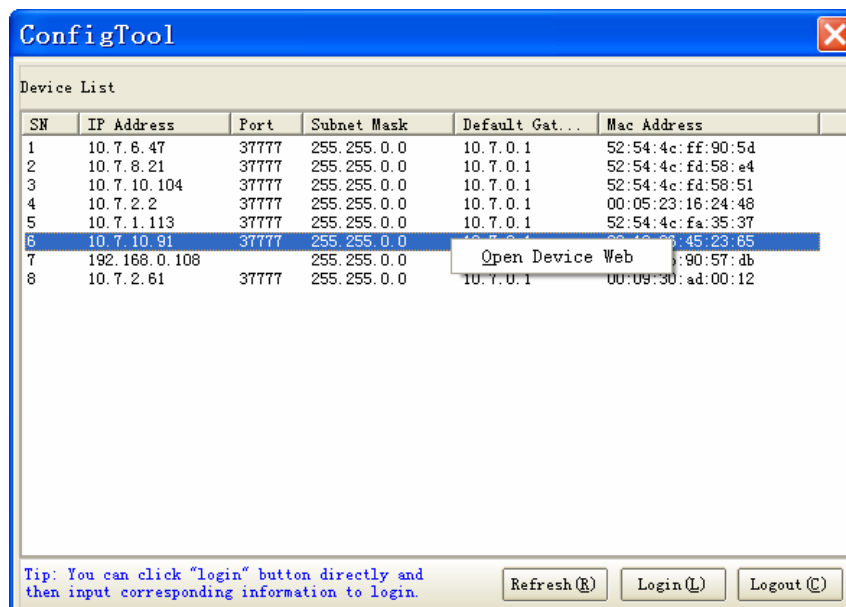 ConfigTool
Device List
SN IP Address Port Subnet Mask Default Gat... Mac Address
1 10.7.6.47 37777 255.255.0.0 10.7.0.1 52:54:4c:ff:90:5d
2 10.7.8.21 37777 255.255.0.0 10.7.0.1 52:54:4c:fd:58:e4
3 10.7.10.104 37777 255.255.0.0 10.7.0.1 52:54:4c:fd:58:51
4 10.7.2.2 37777 255.255.0.0 10.7.0.1 00:05:23:16:24:48
5 10.7.1.113 37777 255.255.0.0 10.7.0.1 52:54:4c:fa:35:37
6 10.7.10.91 37777 255.255.0.0 :45:23:65
Open Device Web
7 192.168.0.108 255.255.0.0 :90:57:db
8 10.7.2.61 37777 255.255.0.0 10.7.0.1 00:09:30:ad:00:12
Tip: You can click "login" button directly and
then input corresponding information to login.
Refresh(R) Login(L) Logout(C)